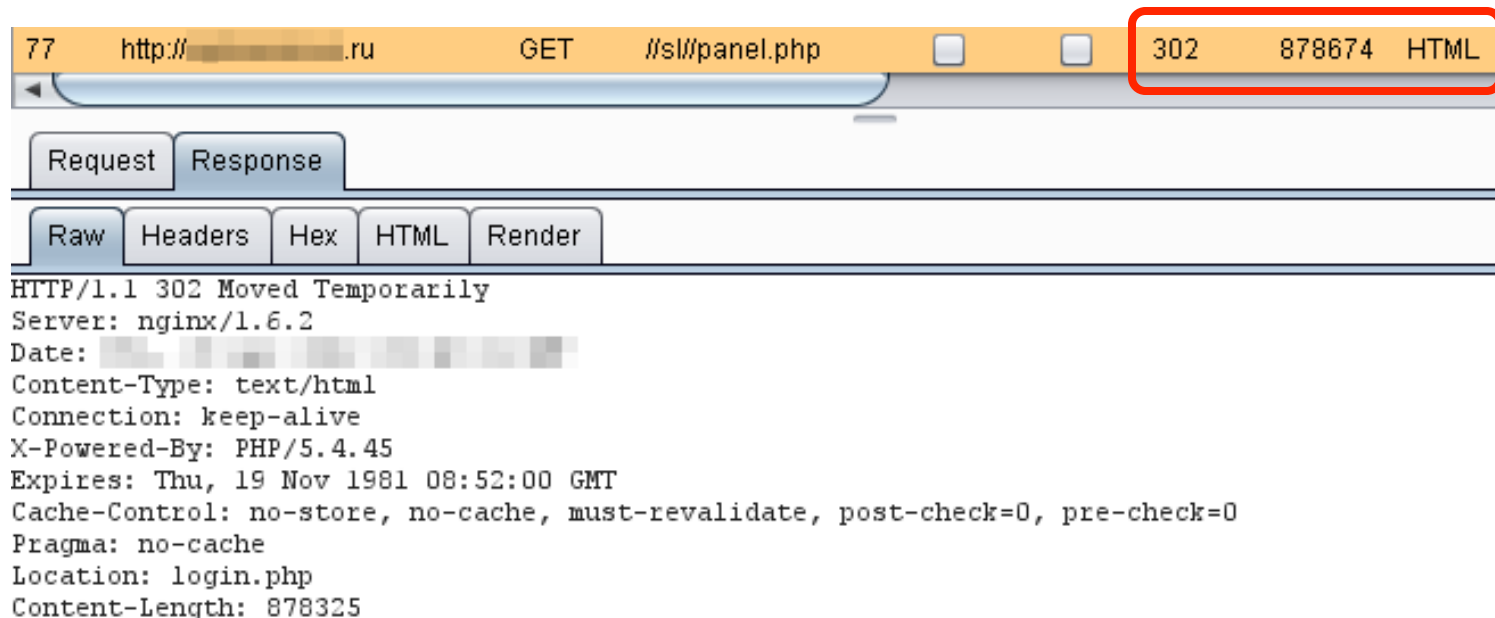 77 http:// .ru GET //sl//panel.php 302 878674 HTML
Request Response
Raw Headers Hex HTML Render
HTTP/1.1 302 Moved Temporarily
Server: nginx/1.6.2
Date:
Content-Type: text/html
Connection: keep-alive
X-Powered-By: PHP/5.4.45
Expires: Thu, 19 Nov 1981 08:52:00 GMT
Cache-Control: no-store, no-cache, must-revalidate, post-check=0, pre-check=0
Pragma: no-cache
Location: login.php
Content-Length: 878325